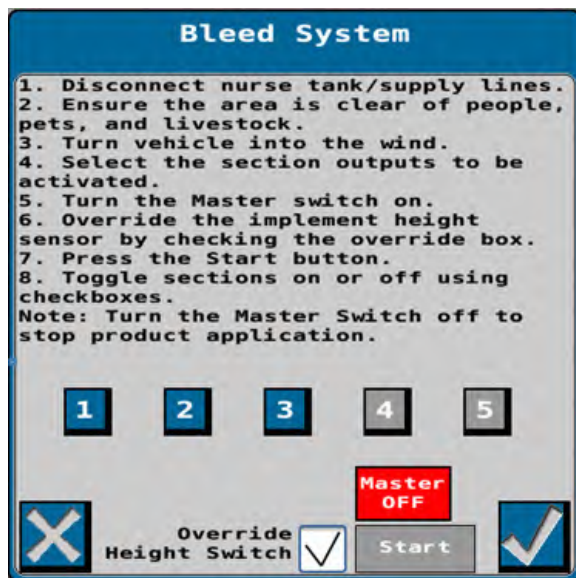 Bleed System
1. Disconnect nurse tank/supply lines.
2. Ensure the area is clear of people,
pets, and livestock.
3. Turn vehicle into the wind.
4. Select the section outputs to be
activated.
5. Turn the Master switch on.
6. Override the implement height
sensor by checking the override box.
7. Press the Start button.
8. Toggle sections on or off using
checkboxes.
Note: Turn the Master Switch off to
stop product application.
1 2 3 4 5
Master
OFF
Override
Height Switch
Start